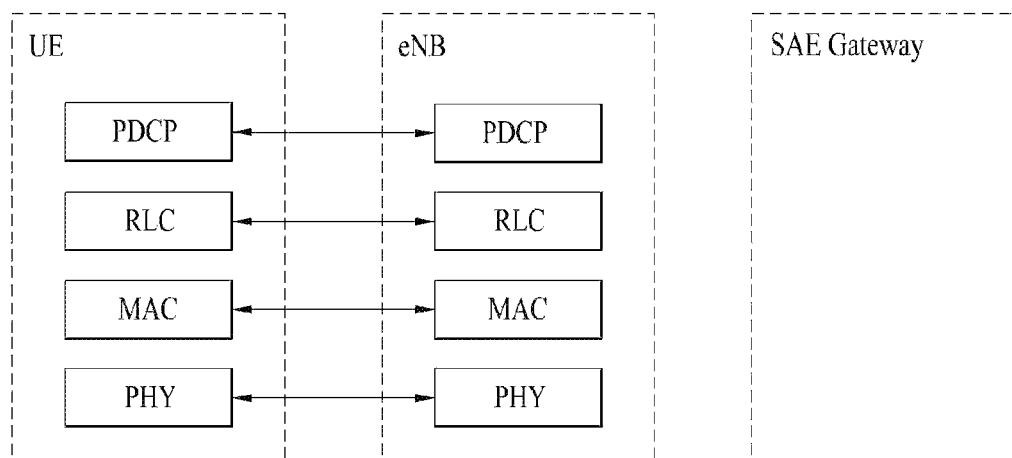 UE
eNB
SAE Gateway
PDCP
PDCP
RLC
RLC
MAC
MAC
PHY
PHY